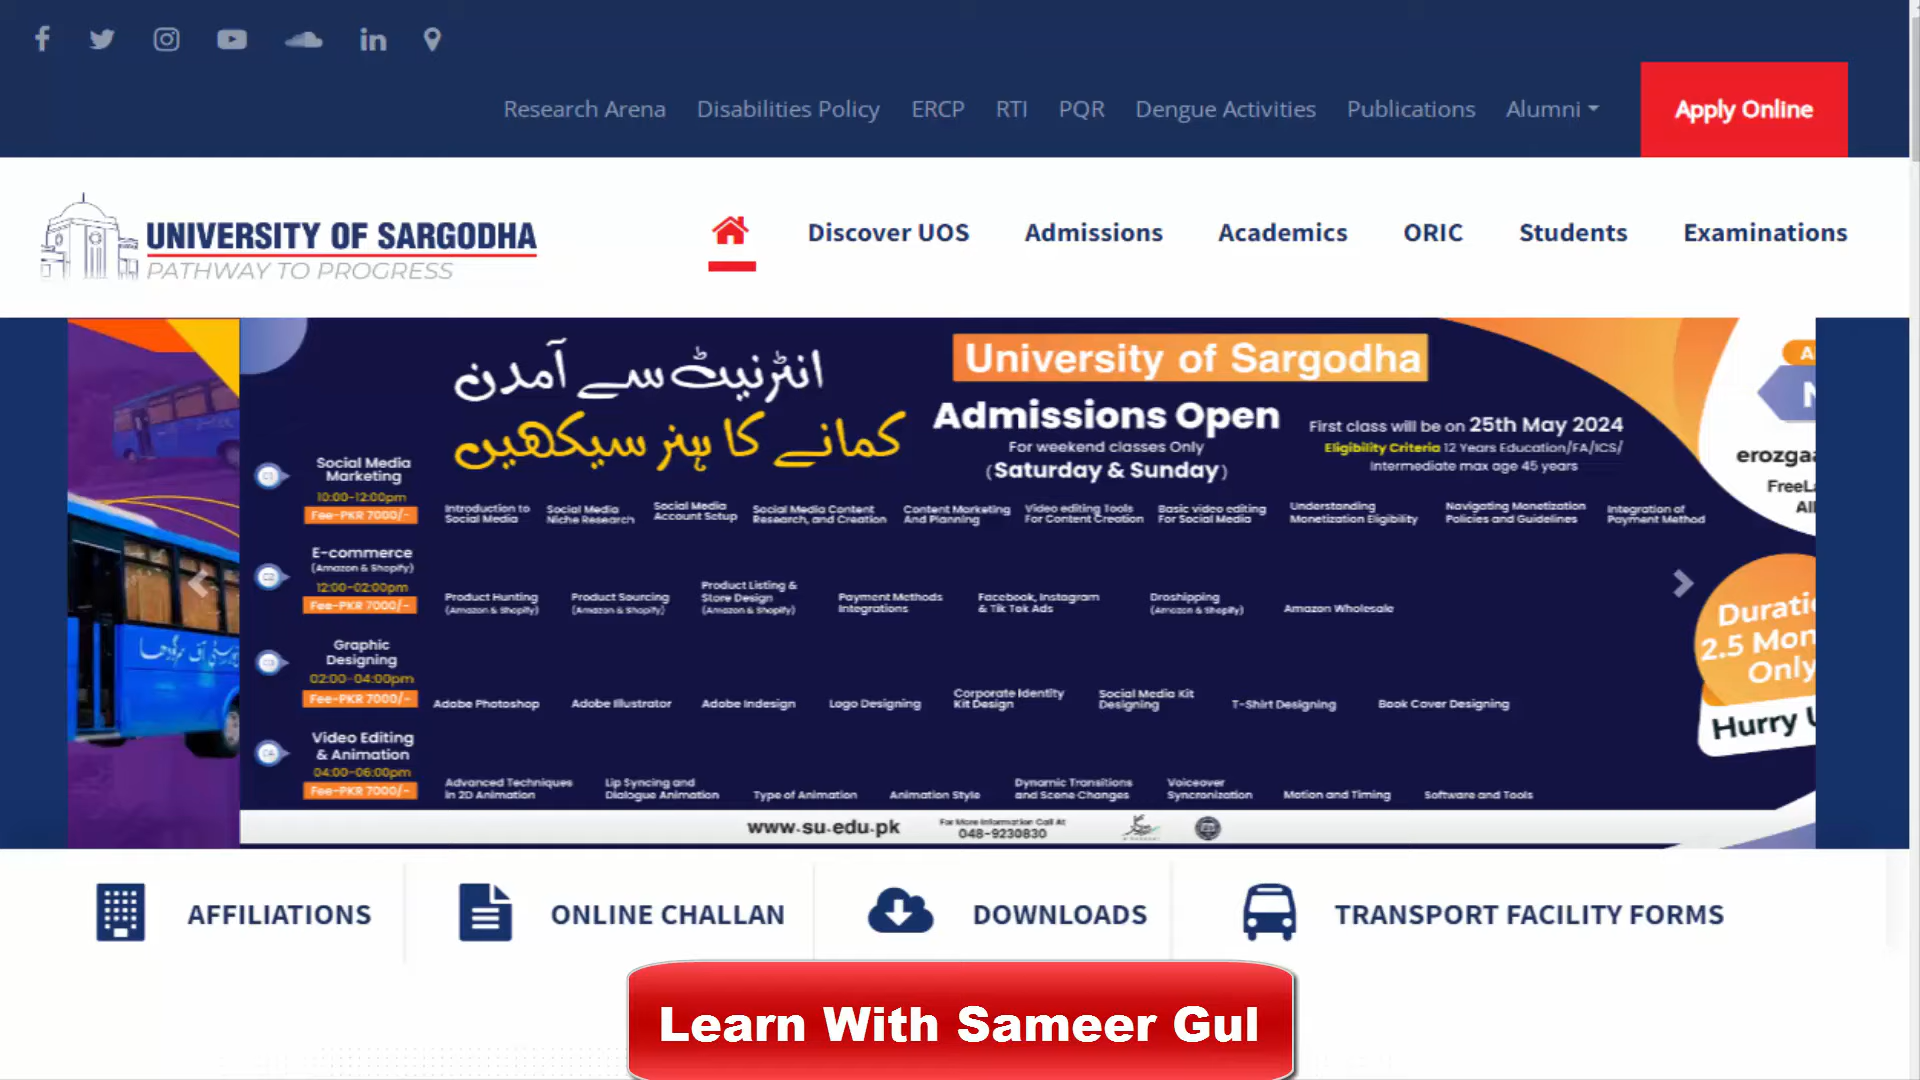 Research Arena Disabilities Policy ERCP RTI PQR Dengue Activities Publications Alumni
Apply Online
UNIVERSITY OF SARGODHA
PATHWAY TO PROGRESS
Discover UOS Admissions Academics ORIC Students Examinations
انٹرنیٹ سے آمدن
کمانے کا ہنر سیکھیں
University of Sargodha
Admissions Open
For weekend classes Only
(Saturday & Sunday)
First class will be on 25th May 2024
Eligibility Criteria 12 Years Education/FA/ICS/
Intermediate max age 45 years
Social Media
Marketing
10:00-12:00pm
Fee-PKR 7000/-
Introduction to
Social Media
Social Media
Niche Research
Social Media
Account Setup
Social Media Content
Research, and Creation
Content Marketing
And Planning
Video editing Tools
For Content Creation
Basic video editing
For Social Media
Understanding
Monetization Eligibility
Navigating Monetization
Policies and Guidelines
Integration of
Payment Method
E-commerce
(Amazon & Shopify)
12:00-02:00pm
Fee-PKR 7000/-
Product Hunting
(Amazon & Shopify)
Product Sourcing
(Amazon & Shopify)
Product Listing &
Store Design
(Amazon & Shopify)
Payment Methods
Integrations
Facebook, Instagram
& Tik Tok Ads
Droshipping
(Amazon & Shopify)
Amazon Wholesale
Graphic
Designing
02:00-04:00pm
Fee-PKR 7000/-
Adobe Photoshop
Adobe Illustrator
Adobe Indesign
Logo Designing
Corporate Identity
Kit Design
Social Media Kit
Designing
T-Shirt Designing
Book Cover Designing
Video Editing
& Animation
04:00-06:00pm
Fee-PKR 7000/-
Advanced Techniques
in 2D Animation
Lip Syncing and
Dialogue Animation
Type of Animation
Animation Style
Dynamic Transitions
and Scene Changes
Voiceover
Syncronization
Motion and Timing
Software and Tools
Duratio
2.5 Mon
Only
Hurry U
www.su.edu.pk
For More Information Call At
048-9230830
AFFILIATIONS
ONLINE CHALLAN
DOWNLOADS
TRANSPORT FACILITY FORMS
Learn With Sameer Gul